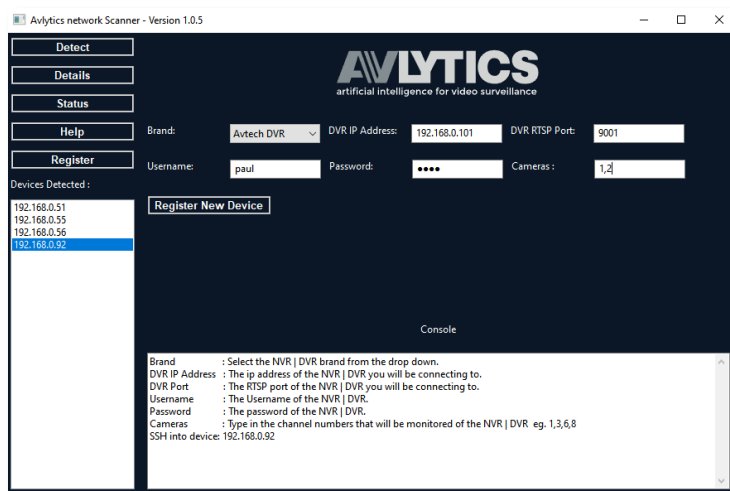 Avlytics network Scanner - Version 1.0.5
Detect
Details
Status
Help
Register
Devices Detected :
192.168.0.51
192.168.0.55
192.168.0.56
192.168.0.92
AVLYTICS
artificial intelligence for video surveillance
Brand: Avtech DVR DVR IP Address: 192.168.0.101 DVR RTSP Port: 9001
Username: paul Password: •••• Cameras : 1,2
Register New Device
Console
Brand : Select the NVR | DVR brand from the drop down.
DVR IP Address : The ip address of the NVR | DVR you will be connecting to.
DVR Port : The RTSP port of the NVR | DVR you will be connecting to.
Username : The Username of the NVR | DVR.
Password : The password of the NVR | DVR.
Cameras : Type in the channel numbers that will be monitored of the NVR | DVR eg. 1,3,6,8
SSH into device: 192.168.0.92